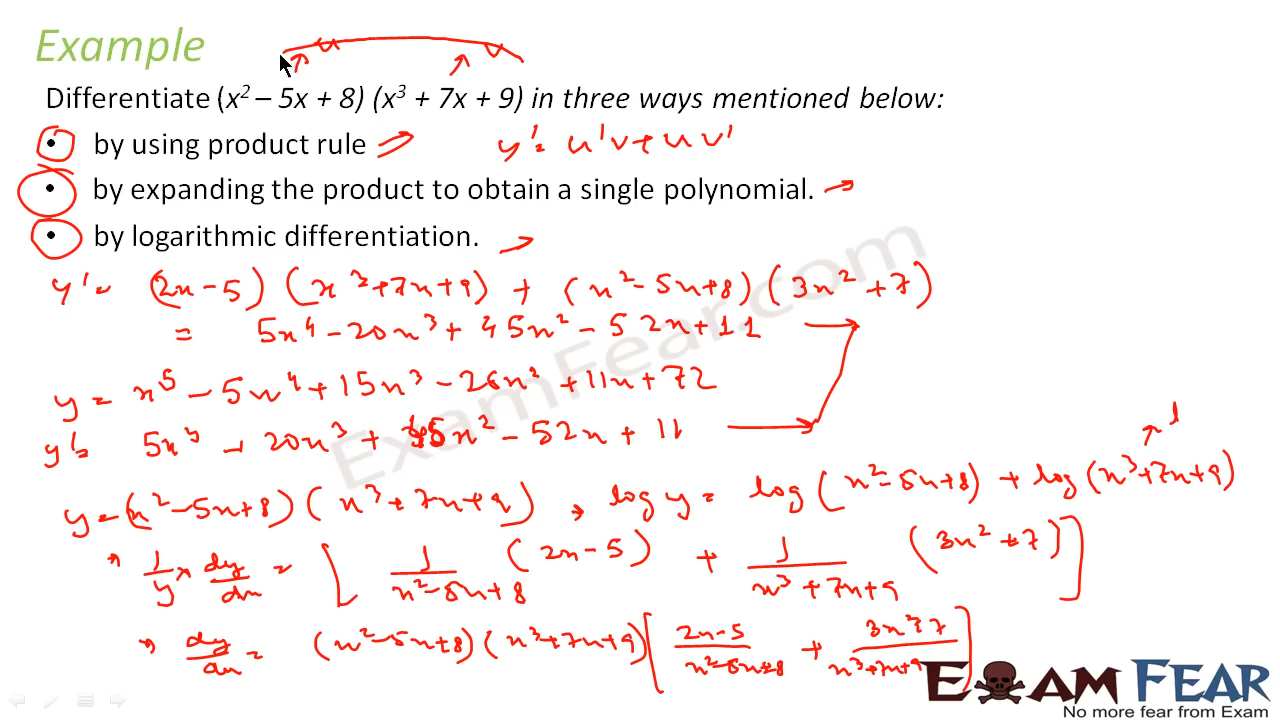 Example
Differentiate (x² – 5x + 8) (x³ + 7x + 9) in three ways mentioned below:
• by using product rule y' = u'v + u v'
• by expanding the product to obtain a single polynomial.
• by logarithmic differentiation.
y' = (2x - 5) (x³ + 7x + 9) + (x² - 5x + 8) (3x² + 7)
= 5x⁴ - 20x³ + 45x² - 52x + 11
y = x⁵ - 5x⁴ + 15x³ - 26x² + 11x + 72
y' = 5x⁴ - 20x³ + 45x² - 52x + 11
y = (x² - 5x + 8) (x³ + 7x + 9) → log y = log (x² - 5x + 8) + log (x³ + 7x + 9)
→ 1/y × dy/dx = [ 1/(x² - 5x + 8) (2x - 5) + 1/(x³ + 7x + 9) (3x² + 7) ]
→ dy/dx = (x² - 5x + 8) (x³ + 7x + 9) [ (2x - 5)/(x² - 5x + 8) + (3x² + 7)/(x³ + 7x + 9) ]
ExamFear.com
EXAM FEAR
No more fear from Exam